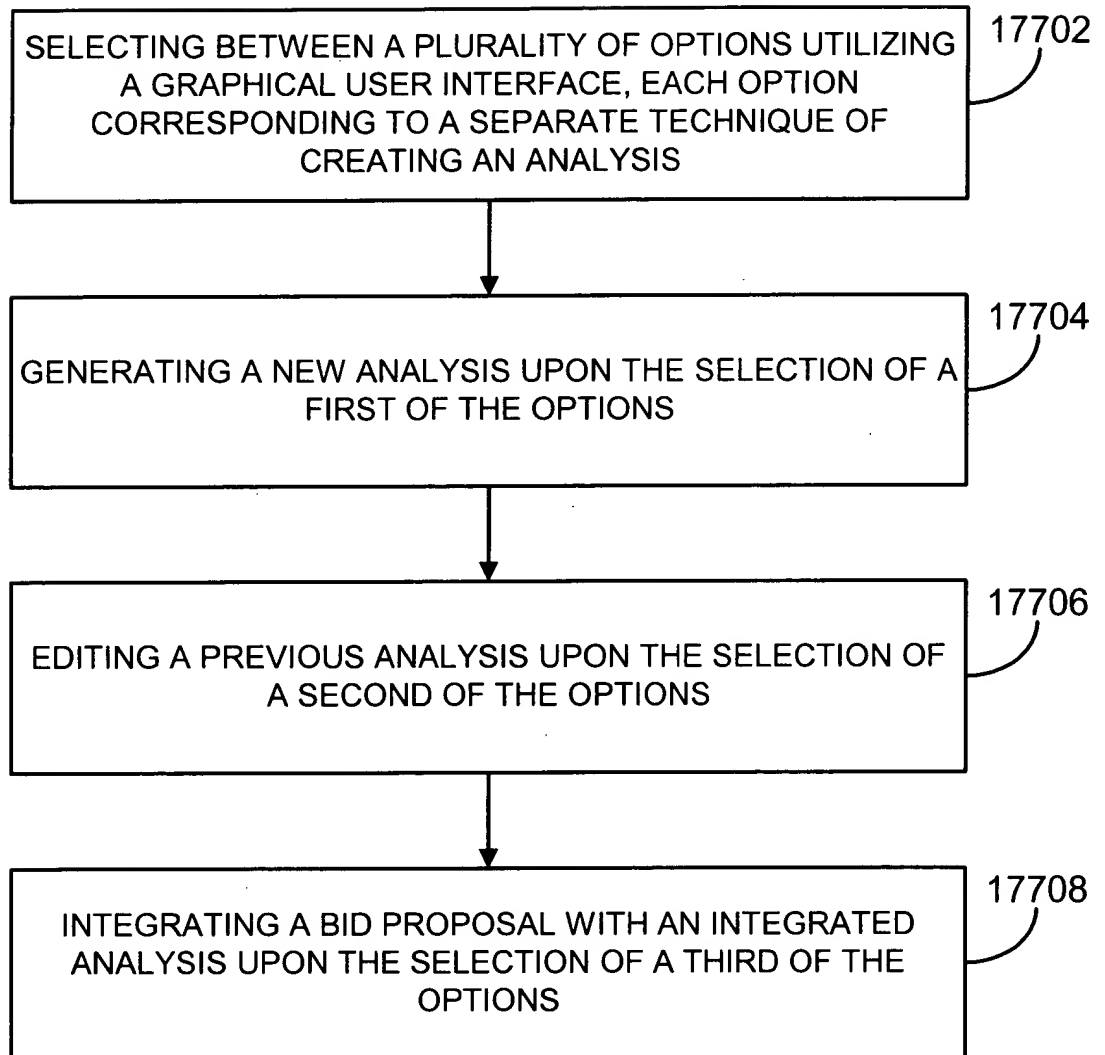 SELECTING BETWEEN A PLURALITY OF OPTIONS UTILIZING
A GRAPHICAL USER INTERFACE, EACH OPTION
CORRESPONDING TO A SEPARATE TECHNIQUE OF
CREATING AN ANALYSIS
17702
GENERATING A NEW ANALYSIS UPON THE SELECTION OF A
FIRST OF THE OPTIONS
17704
EDITING A PREVIOUS ANALYSIS UPON THE SELECTION OF
A SECOND OF THE OPTIONS
17706
INTEGRATING A BID PROPOSAL WITH AN INTEGRATED
ANALYSIS UPON THE SELECTION OF A THIRD OF THE
OPTIONS
17708